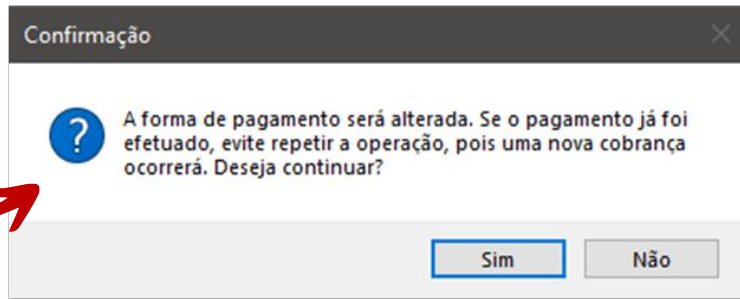 Confirmação
A forma de pagamento será alterada. Se o pagamento já foi
efetuado, evite repetir a operação, pois uma nova cobrança
ocorrerá. Deseja continuar?
Sim
Não